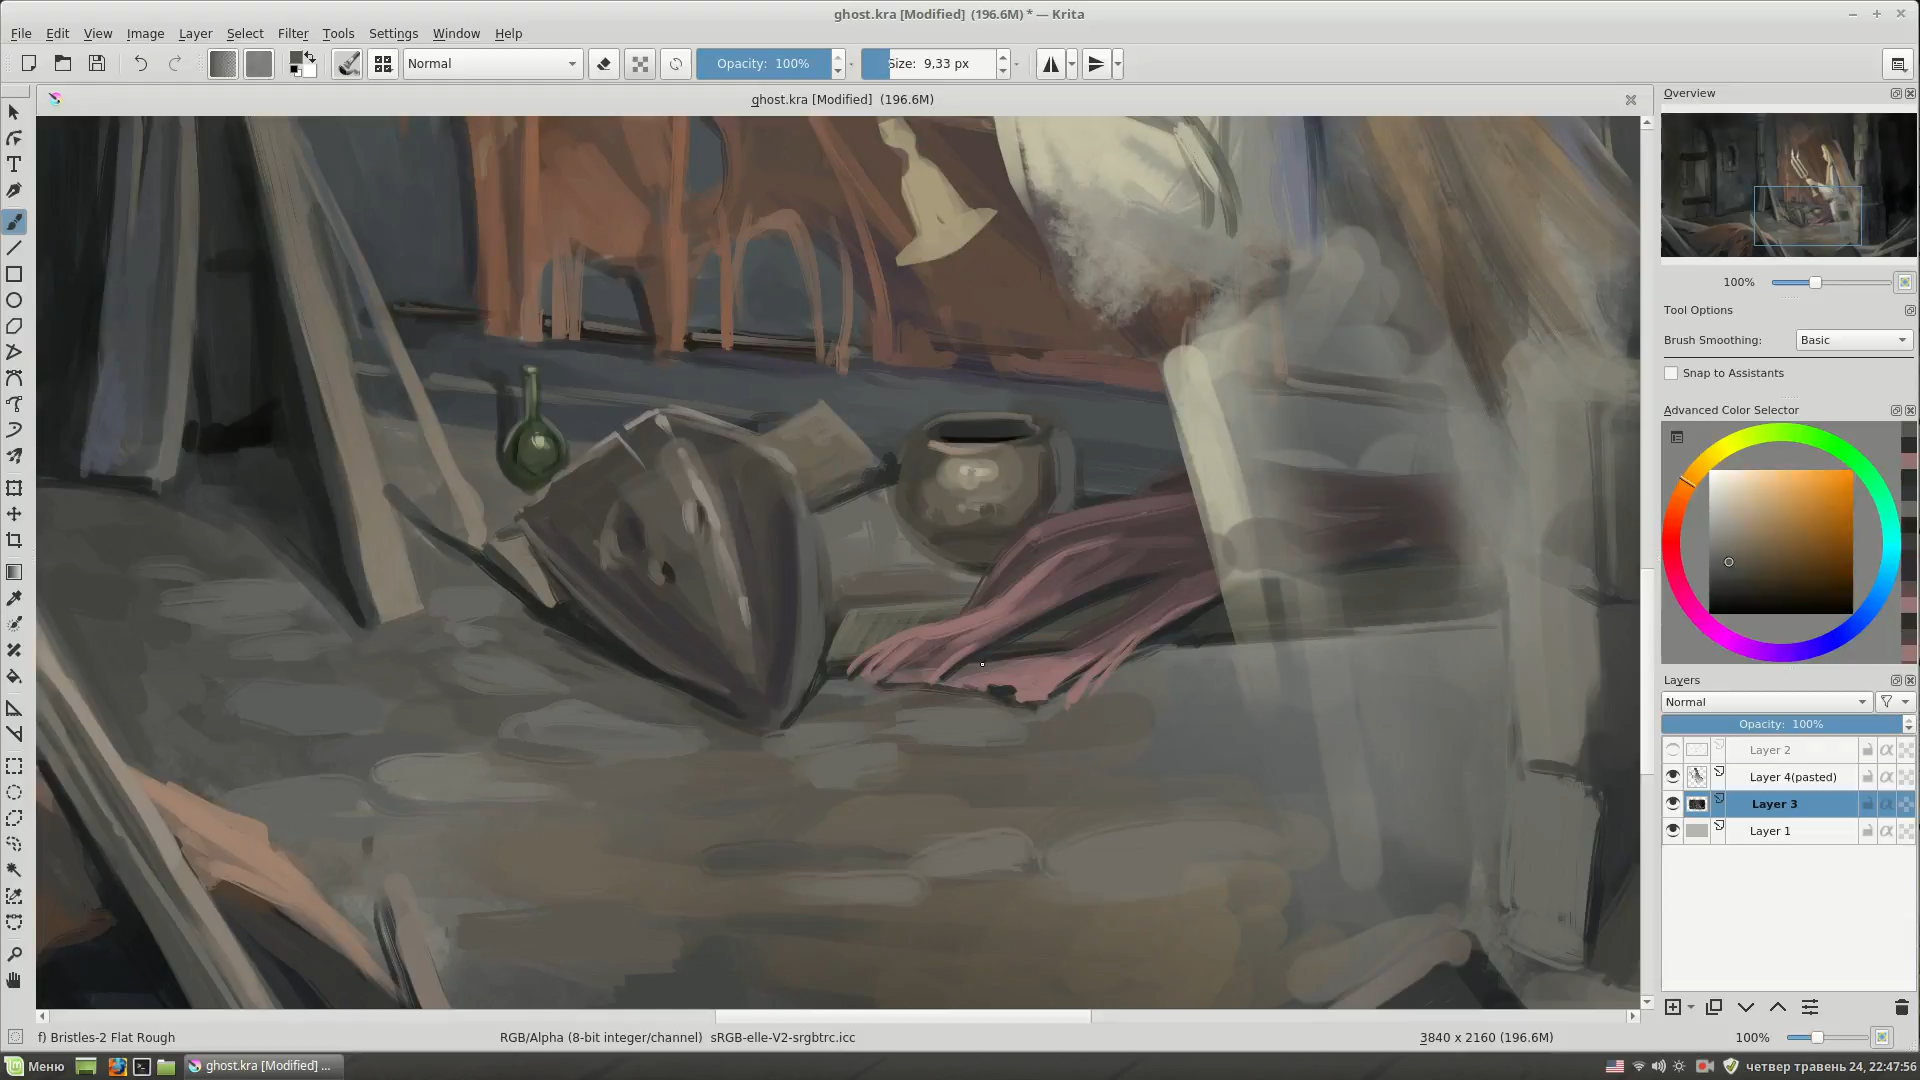 ghost.kra [Modified] (196.6M) * — Krita
File Edit View Image Layer Select Filter Tools Settings Window Help
Normal Opacity: 100% Size: 9,33 px
ghost.kra [Modified] (196.6M)
Overview
100%
Tool Options
Brush Smoothing: Basic
Snap to Assistants
Advanced Color Selector
Layers
Normal
Opacity: 100%
Layer 2
Layer 4(pasted)
Layer 3
Layer 1
f) Bristles-2 Flat Rough RGB/Alpha (8-bit integer/channel) sRGB-elle-V2-srgbtrc.icc 3840 x 2160 (196.6M) 100%
Меню ghost.kra [Modified] ... четвер травень 24, 22:47:56